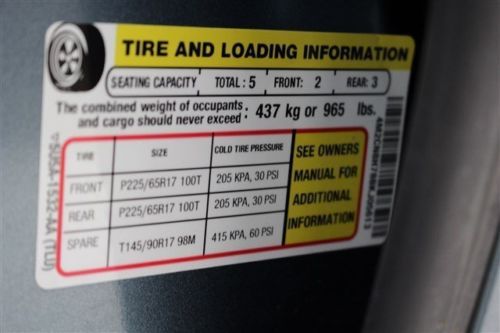 TIRE AND LOADING INFORMATION
SEATING CAPACITY TOTAL : 5 FRONT: 2 REAR: 3
The combined weight of occupants and cargo should never exceed : 437 kg or 965 lbs.
TIRE SIZE COLD TIRE PRESSURE
FRONT P225/65R17 100T 205 KPA, 30 PSI
REAR P225/65R17 100T 205 KPA, 30 PSI
SPARE T145/90R17 98M 415 KPA, 60 PSI
SEE OWNERS
MANUAL FOR
ADDITIONAL
INFORMATION